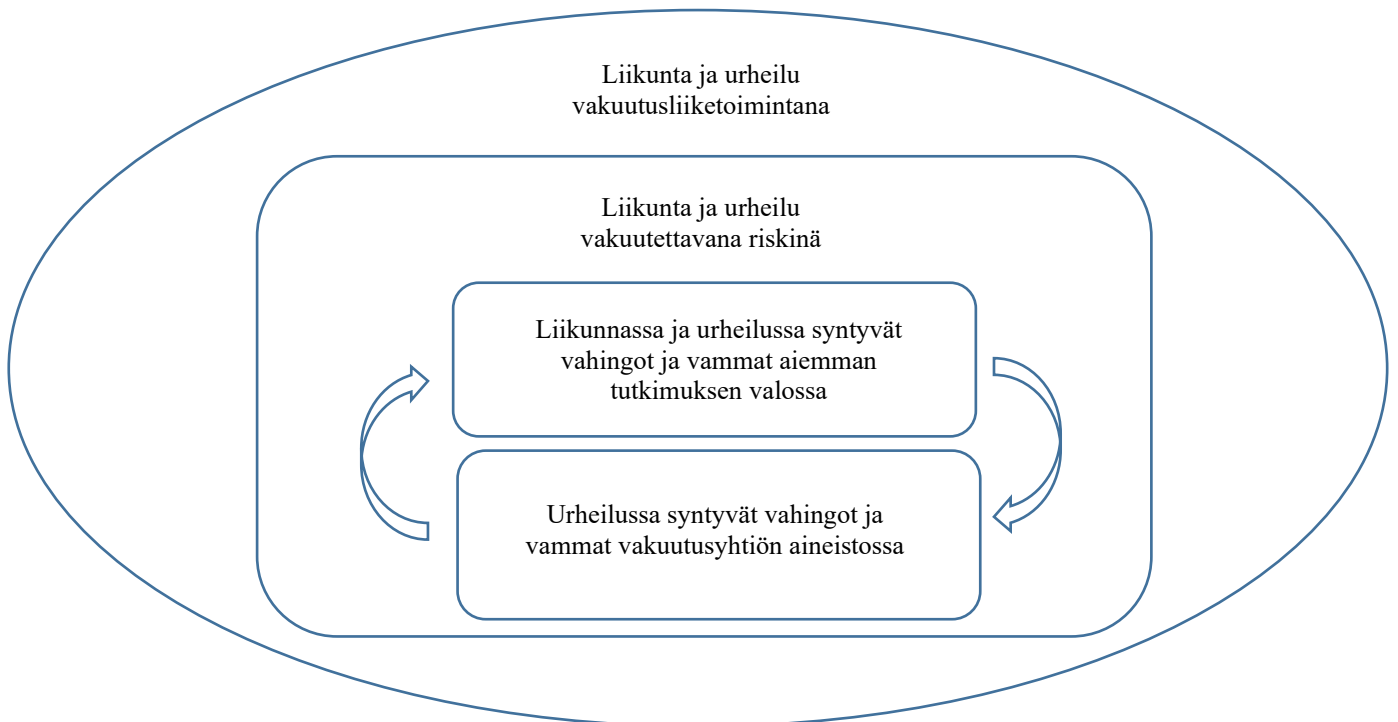 Liikunta ja urheilu
vakuutusliiketoimintana
Liikunta ja urheilu
vakuutettavana riskinä
Liikunnassa ja urheilussa syntyvät
vahingot ja vammat aiemman
tutkimuksen valossa
Urheilussa syntyvät vahingot ja
vammat vakuutusyhtiön aineistossa